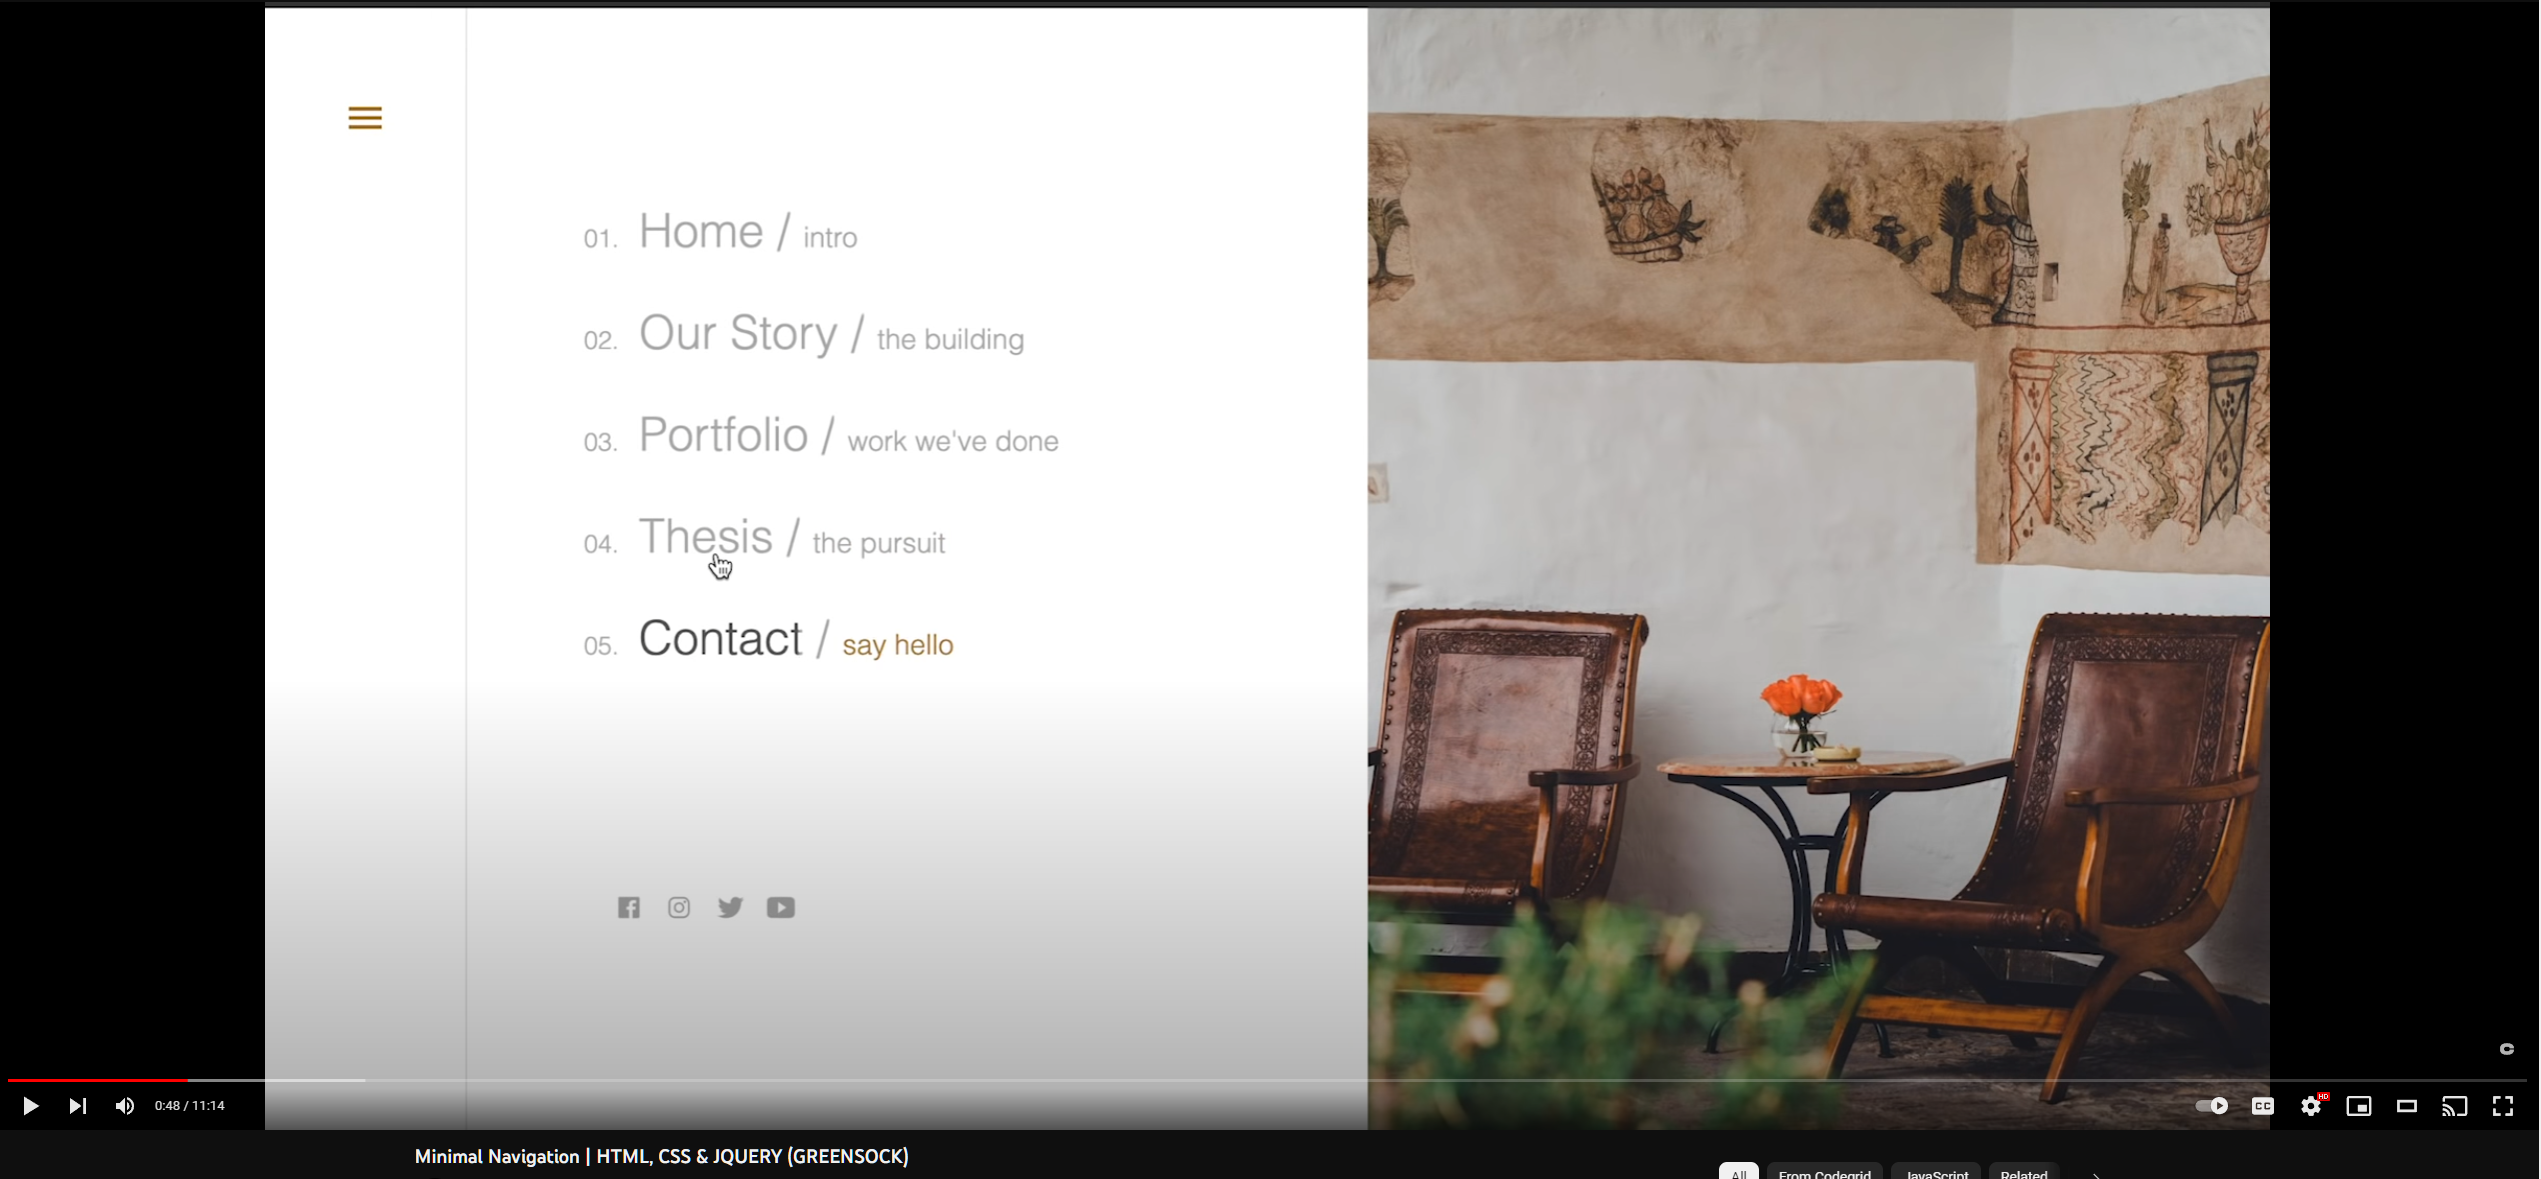 01. Home / intro
02. Our Story / the building
03. Portfolio / work we've done
04. Thesis / the pursuit
05. Contact / say hello
0:48 / 11:14
CC
HD
Minimal Navigation | HTML, CSS & JQUERY (GREENSOCK)
All From Codegrid JavaScript Related